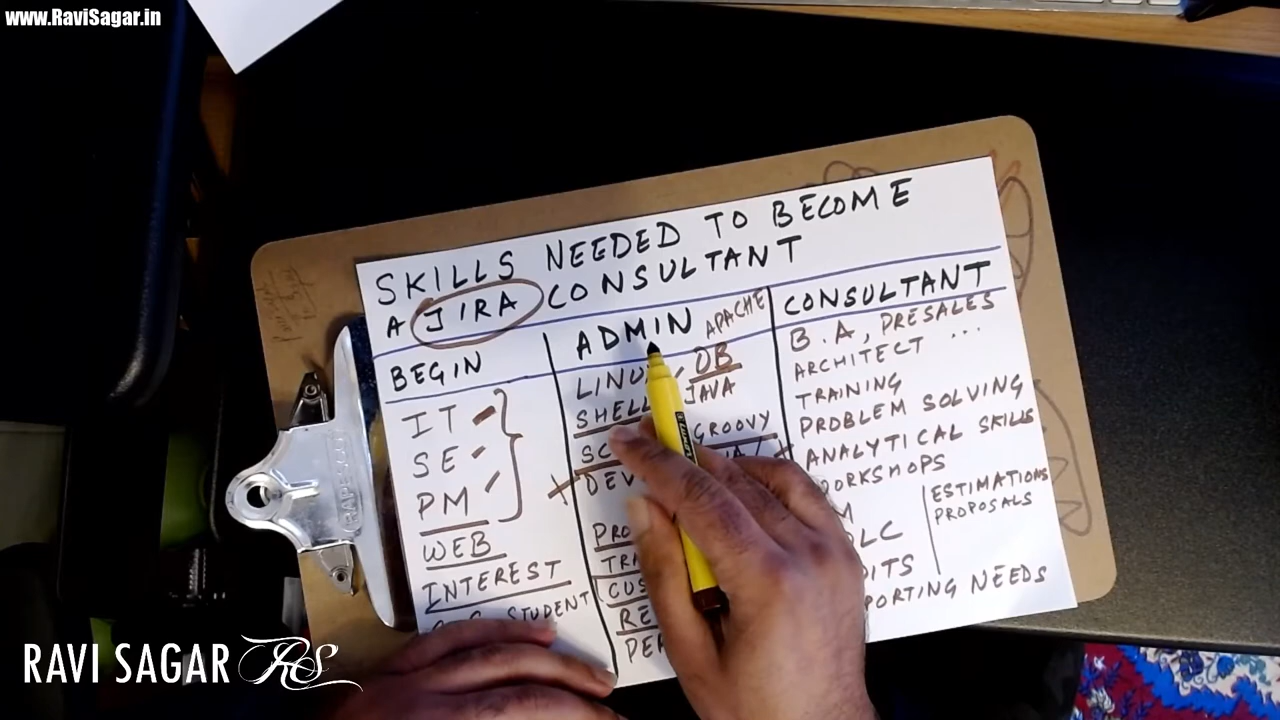 www.RaviSagar.in
SKILLS NEEDED TO BECOME
A JIRA CONSULTANT
BEGIN
IT
SE
PM
WEB
INTEREST
STUDENT
ADMIN APACHE
LINUX, DB
SHELL JAVA
GROOVY
CONSULTANT
B.A, PRESALES
ARCHITECT ...
TRAINING
PROBLEM SOLVING
ANALYTICAL SKILLS
WORKSHOPS
ESTIMATIONS
PROPOSALS
NEEDS
RAVI SAGAR RS